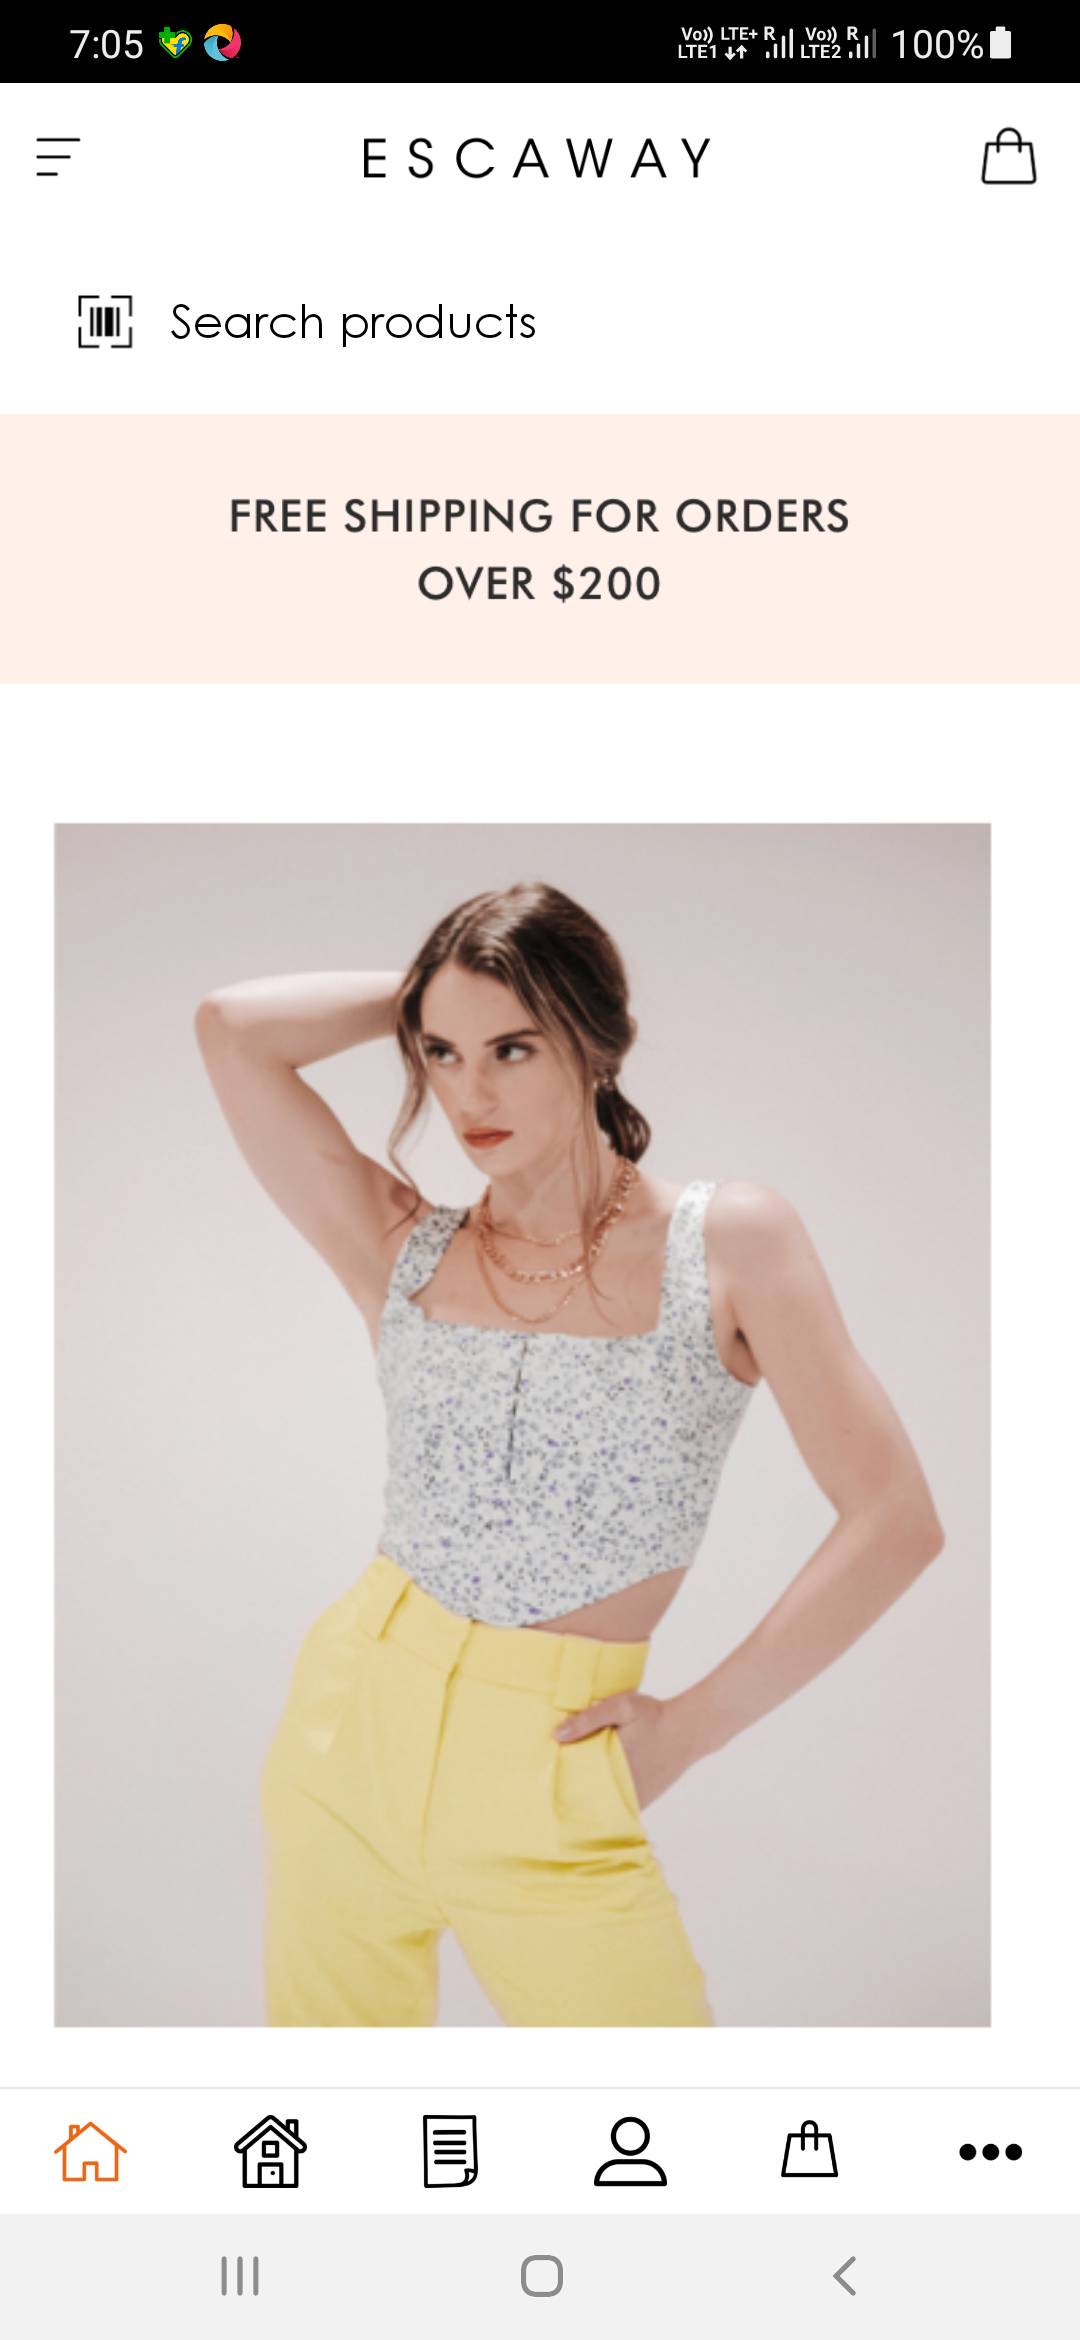 7:05
Vo)) LTE+ R Vo)) R
LTE1 LTE2
100%
ESCAWAY
Search products
FREE SHIPPING FOR ORDERS
OVER $200